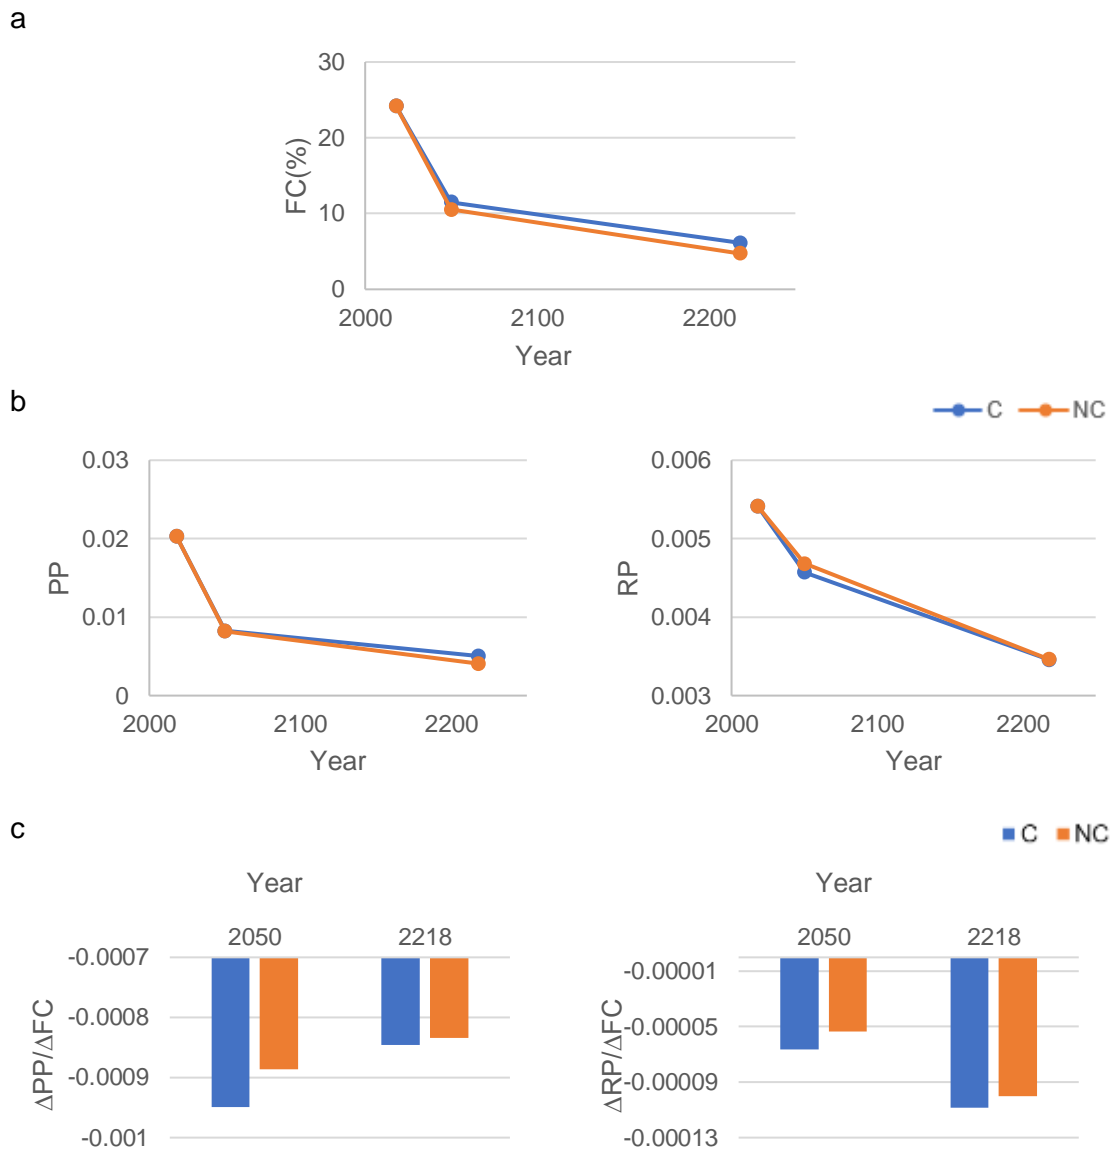 a
30
20
10
0
FC(%)
2000 2100 2200
Year
b
C NC
0.03
0.02
0.01
0
PP
2000 2100 2200
Year
0.006
0.005
0.004
0.003
RP
2000 2100 2200
Year
c
C NC
Year
2050 2218
-0.0007
-0.0008
-0.0009
-0.001
ΔPP/ΔFC
Year
2050 2218
-0.00001
-0.00005
-0.00009
-0.00013
ΔRP/ΔFC